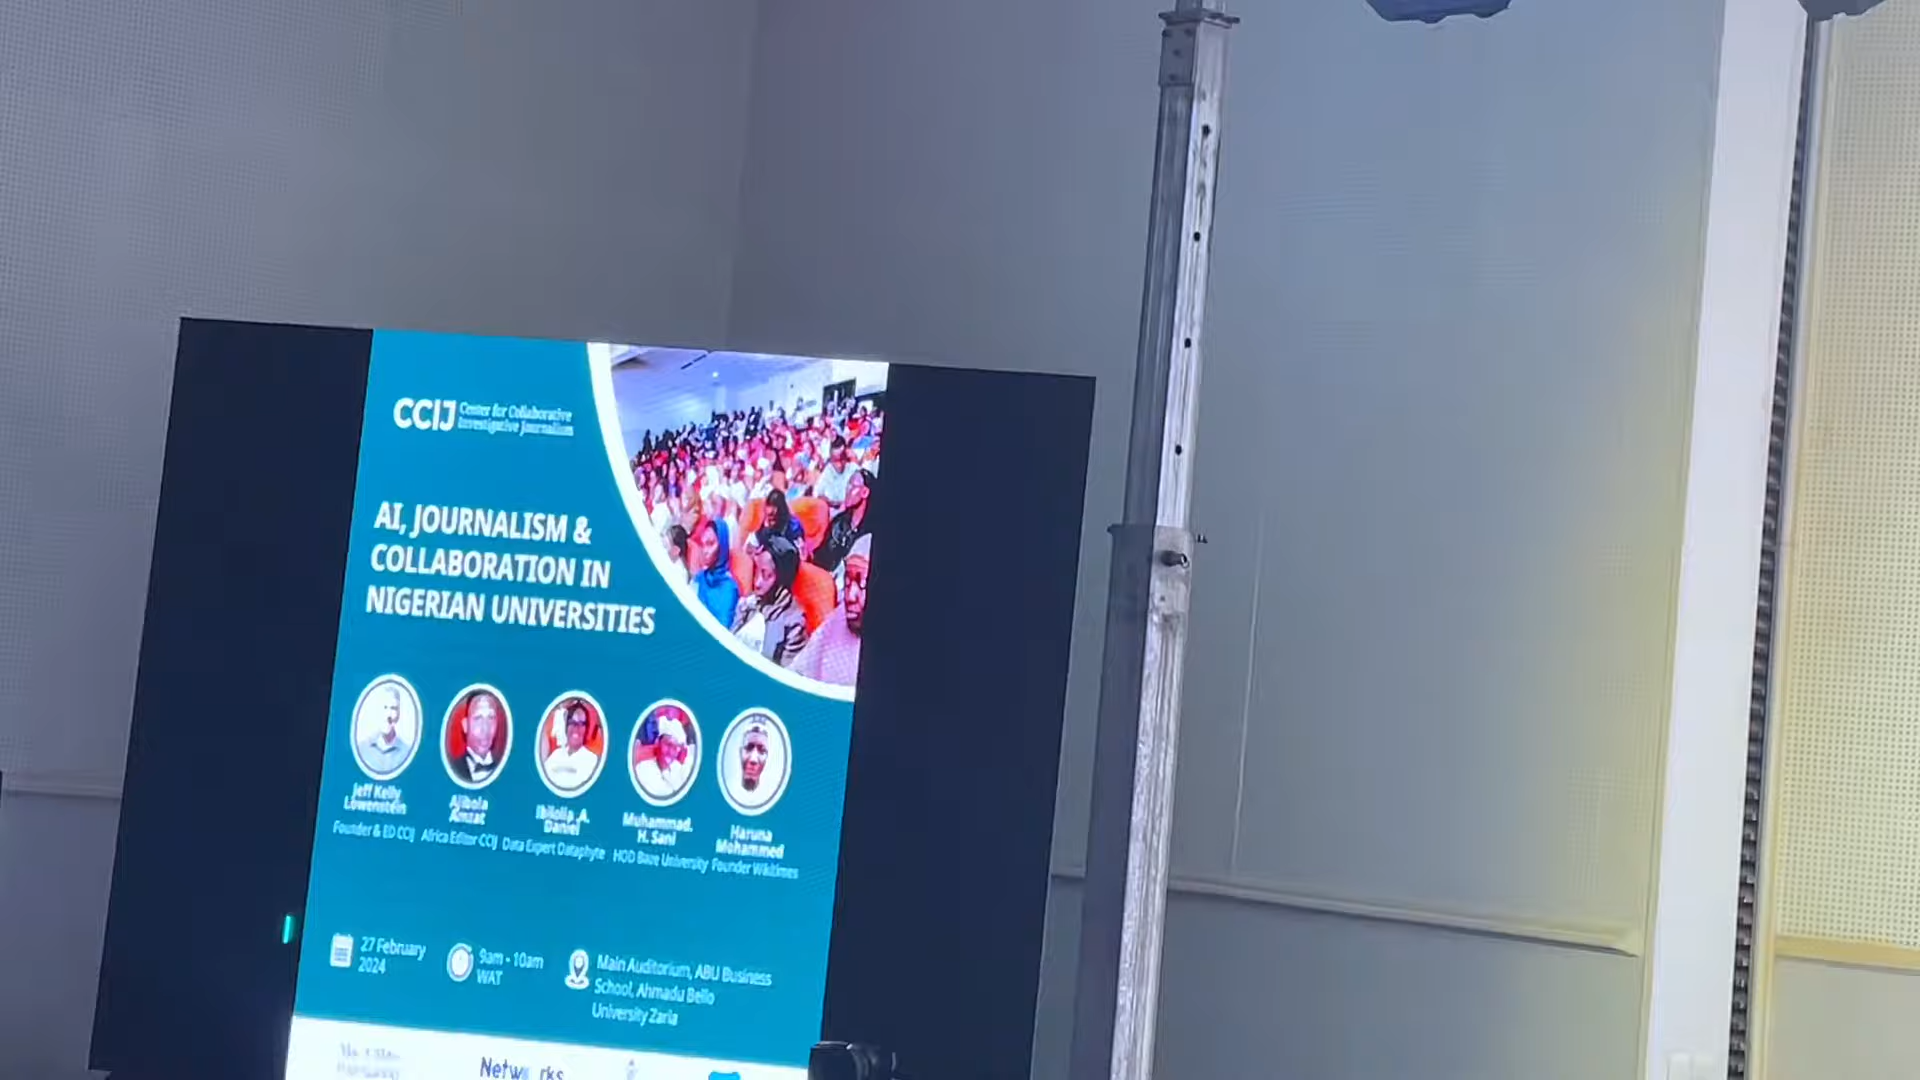 CCIJ Center for Collaborative
Investigative Journalism
AI, JOURNALISM &
COLLABORATION IN
NIGERIAN UNIVERSITIES
Jeff Kelly
Lowenstein
Founder & ED CCIJ
Ajibola
Amzat
Africa Editor CCIJ
Daniel
Data Expert Dataphyte
Muhammad.
H. Sani
HOD Baze University
Haruna
Mohammed
Founder Wikitimes
27 February
2024
9am - 10am
WAT
Main Auditorium, ABU Business
School, Ahmadu Bello
University Zaria